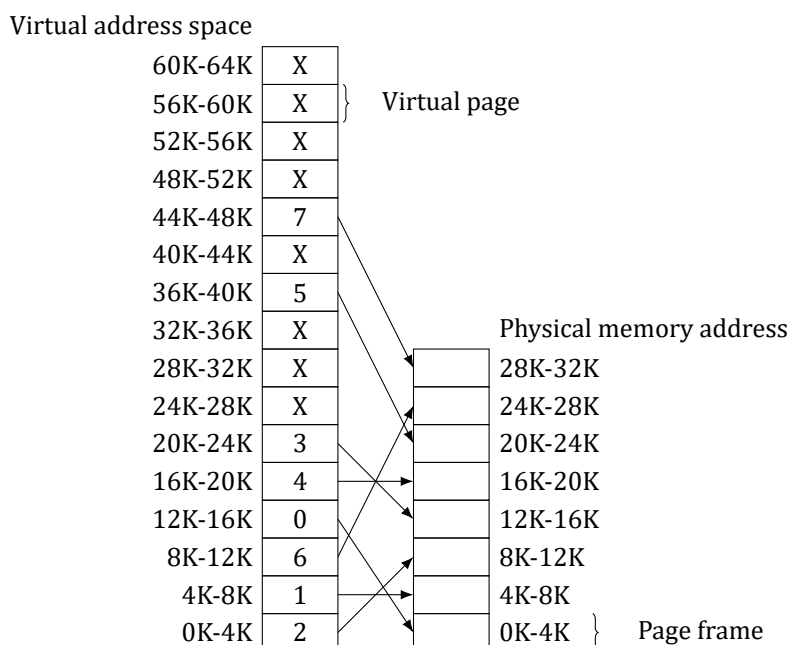 Virtual address space
60K-64K X
56K-60K X Virtual page
52K-56K X
48K-52K X
44K-48K 7
40K-44K X
36K-40K 5
32K-36K X Physical memory address
28K-32K X 28K-32K
24K-28K X 24K-28K
20K-24K 3 20K-24K
16K-20K 4 16K-20K
12K-16K 0 12K-16K
8K-12K 6 8K-12K
4K-8K 1 4K-8K
0K-4K 2 0K-4K Page frame